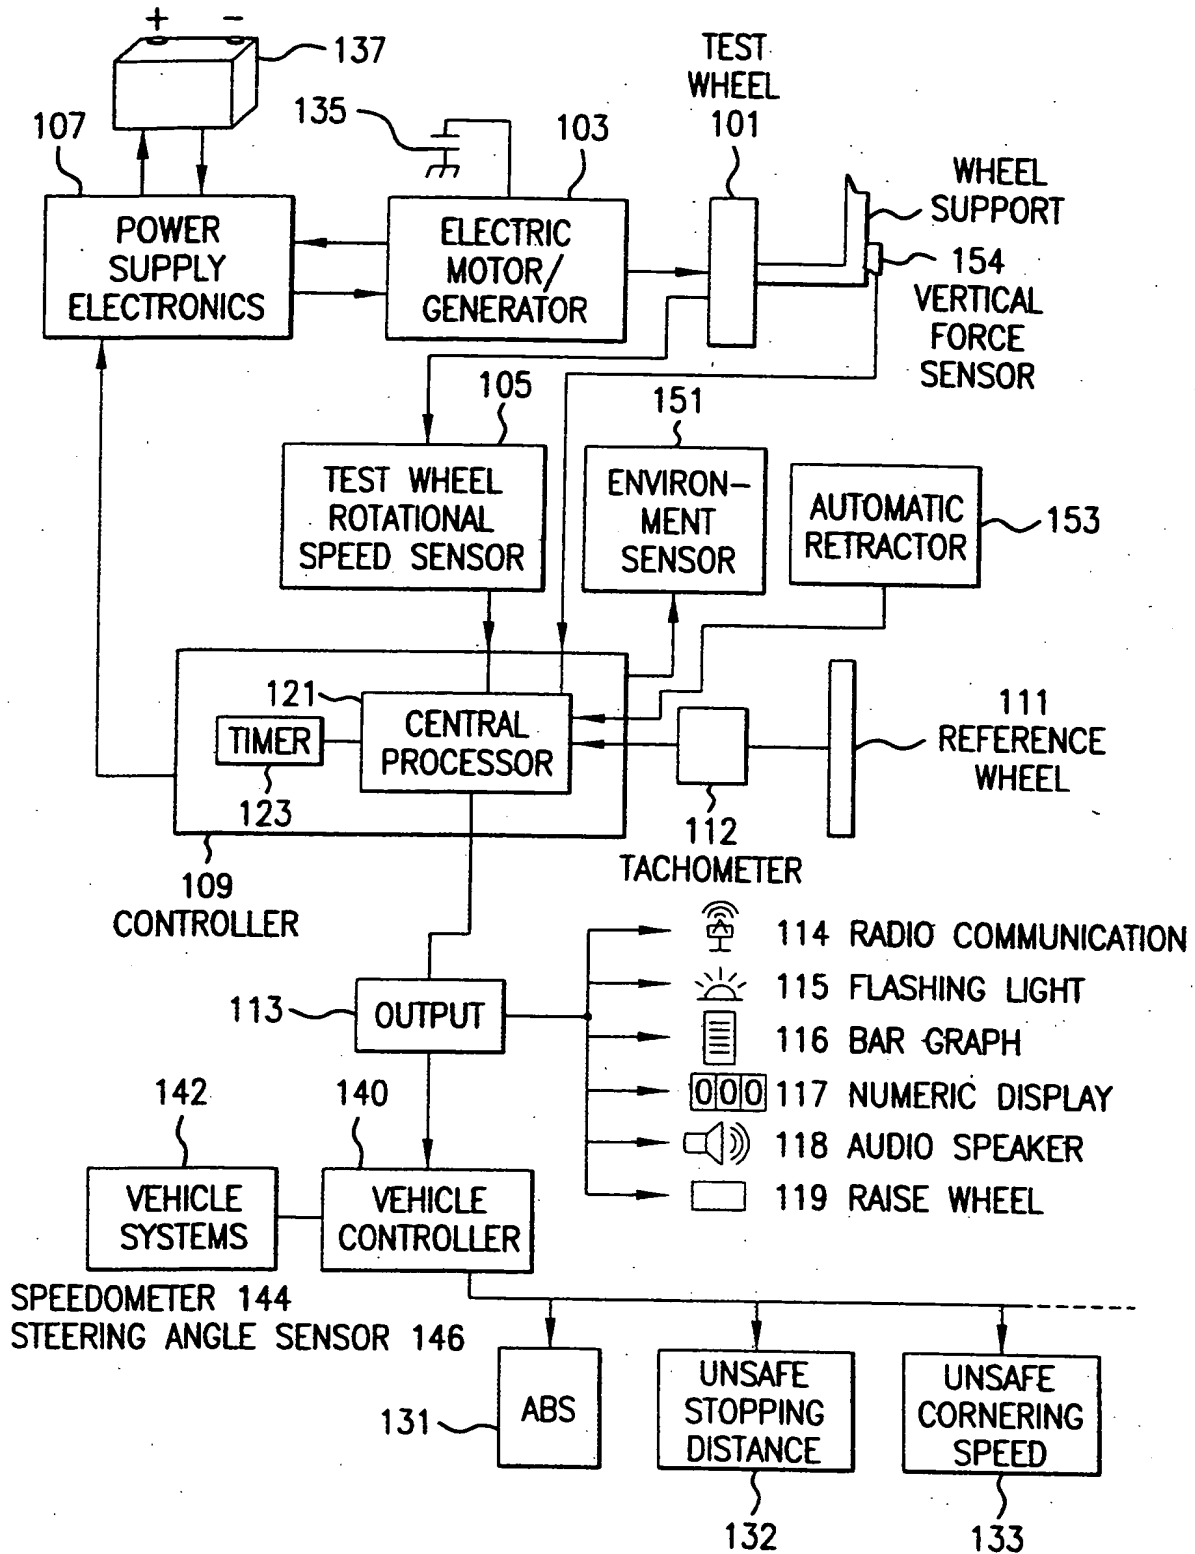 + -
137
TEST
WHEEL
101
135
107
103
POWER
SUPPLY
ELECTRONICS
ELECTRIC
MOTOR/
GENERATOR
WHEEL
SUPPORT
154
VERTICAL
FORCE
SENSOR
105
151
TEST WHEEL
ROTATIONAL
SPEED SENSOR
ENVIRON-
MENT
SENSOR
AUTOMATIC
RETRACTOR
153
121
TIMER
123
CENTRAL
PROCESSOR
111
REFERENCE
WHEEL
112
TACHOMETER
109
CONTROLLER
113
OUTPUT
114 RADIO COMMUNICATION
115 FLASHING LIGHT
116 BAR GRAPH
000 117 NUMERIC DISPLAY
118 AUDIO SPEAKER
119 RAISE WHEEL
142
140
VEHICLE
SYSTEMS
VEHICLE
CONTROLLER
SPEEDOMETER 144
STEERING ANGLE SENSOR 146
131
ABS
UNSAFE
STOPPING
DISTANCE
UNSAFE
CORNERING
SPEED
132
133